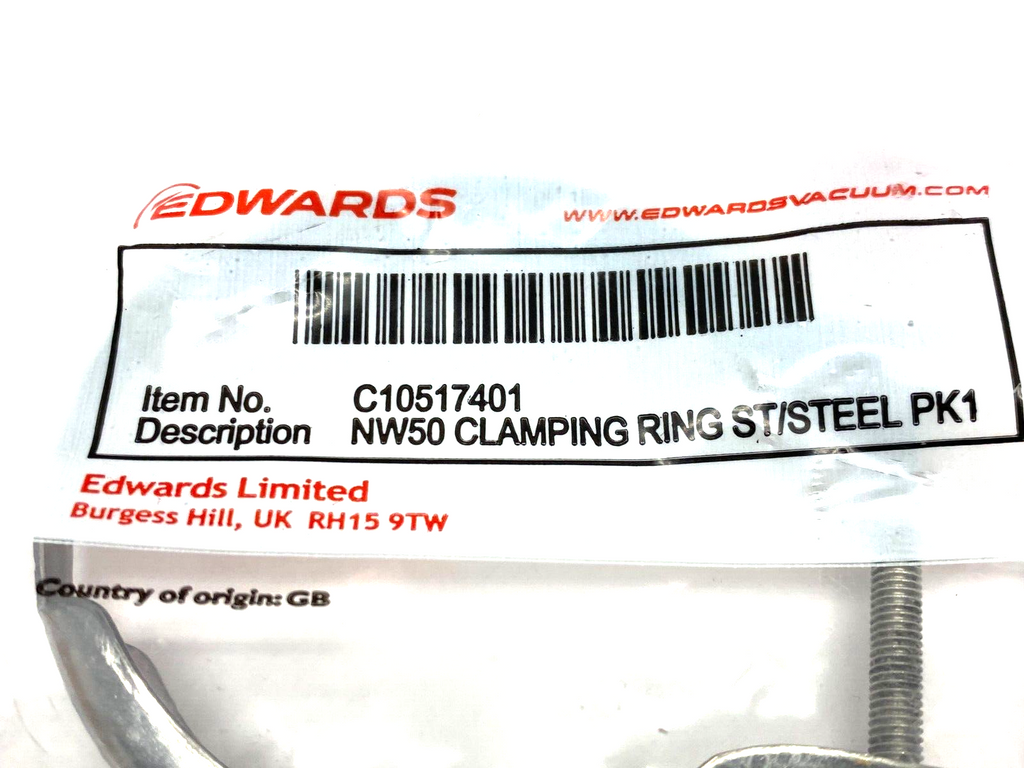 EDWARDS
WWW.EDWARDSVACUUM.COM
Item No. C10517401
Description NW50 CLAMPING RING ST/STEEL PK1
Edwards Limited
Burgess Hill, UK RH15 9TW
Country of origin: GB